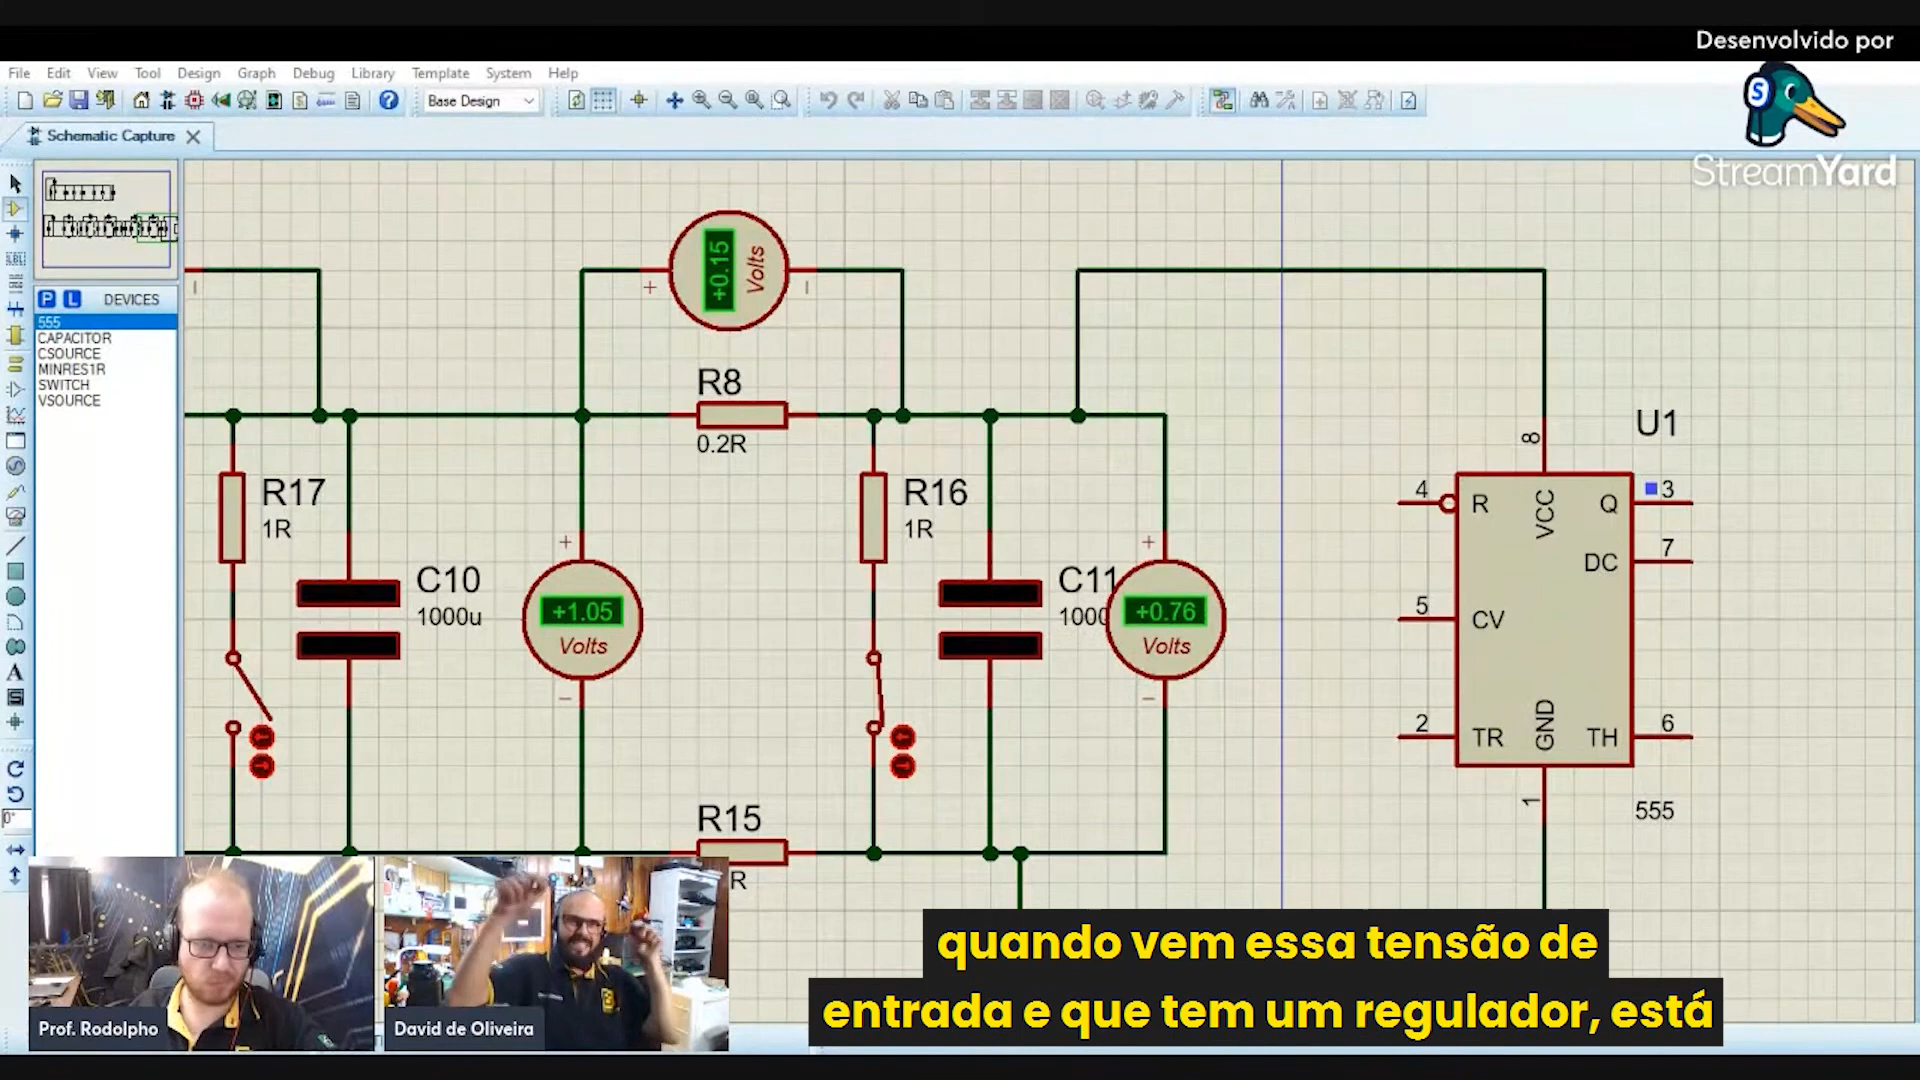 Desenvolvido por
StreamYard
File Edit View Tool Design Graph Debug Library Template System Help
Base Design
Schematic Capture
P L DEVICES
555
CAPACITOR
CSOURCE
MINRES1R
SWITCH
VSOURCE
+0.15
Volts
R8
0.2R
R17
1R
C10
1000u
+1.05
Volts
R16
1R
C11
1000
+0.76
Volts
R15
R
U1
8
4 R VCC Q 3
DC 7
5 CV
2 TR GND TH 6
1
555
0°
Prof. Rodolpho
David de Oliveira
quando vem essa tensão de
entrada e que tem um regulador, está